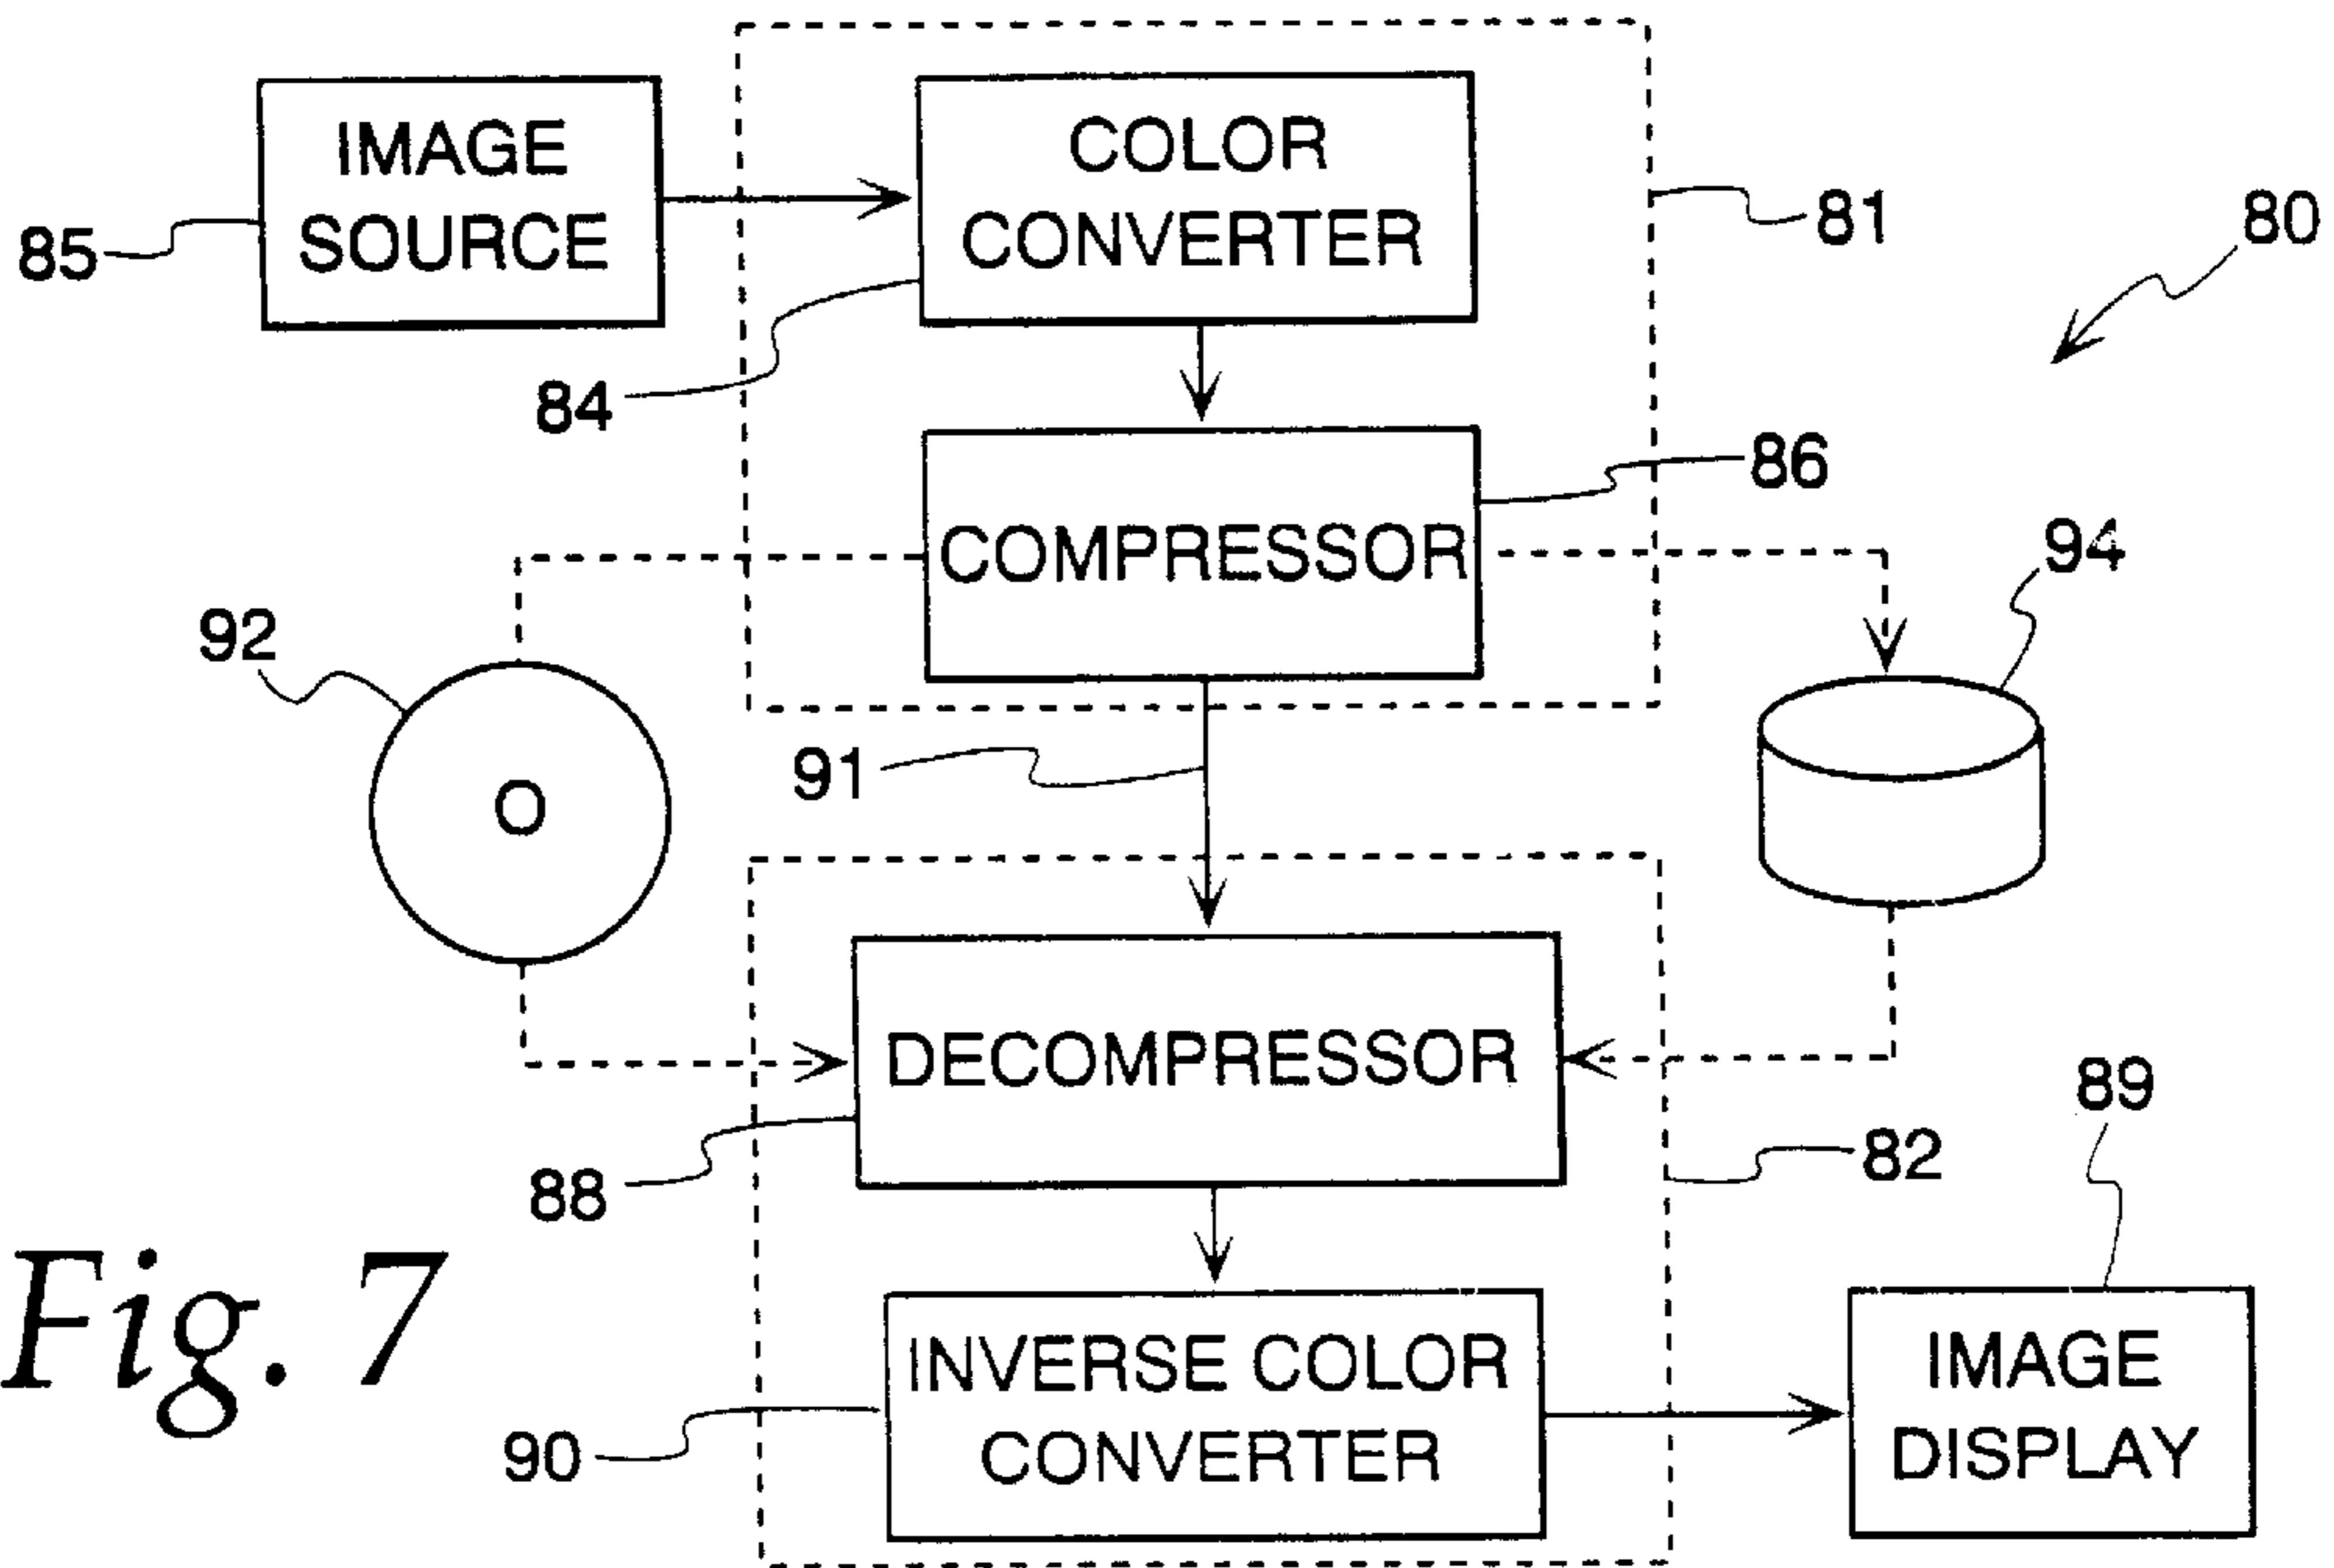 IMAGE
SOURCE
85
COLOR
CONVERTER
81
80
84
COMPRESSOR
86
94
92
91
DECOMPRESSOR
89
82
88
Fig. 7
INVERSE COLOR
CONVERTER
90
IMAGE
DISPLAY